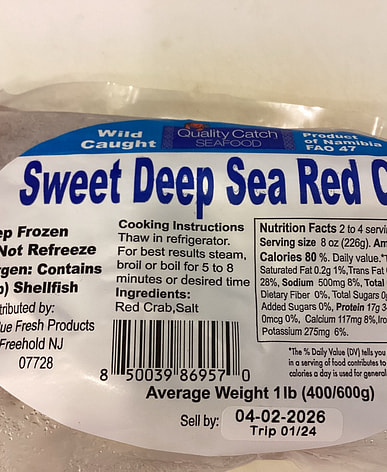 Wild Caught
Quality Catch
SEAFOOD
Product of Namibia
FAO 47
Sweet Deep Sea Red C
ep Frozen
Not Refreeze
rgen: Contains
) Shellfish
tributed by:
ue Fresh Products
Freehold NJ
07728
Cooking Instructions
Thaw in refrigerator.
For best results steam,
broil or boil for 5 to 8
minutes or desired time
Ingredients:
Red Crab,Salt
8 50039 86957 0
Nutrition Facts 2 to 4 servin
Serving size 8 oz (226g). Am
Calories 80 %. Daily value.*T
Saturated Fat 0.2g 1%,Trans Fat
28%, Sodium 500mg 8%, Total
Dietary Fiber 0%, Total Sugars 0
Added Sugars 0%, Protein 17g 3
0mcg 0%, Calcium 117mg 8%,Iro
Potassium 275mg 6%.
*The % Daily Value (DV) tells you
in a serving of food contributes to
calories a day is used for general
Average Weight 1lb (400/600g)
Sell by: 04-02-2026
Trip 01/24